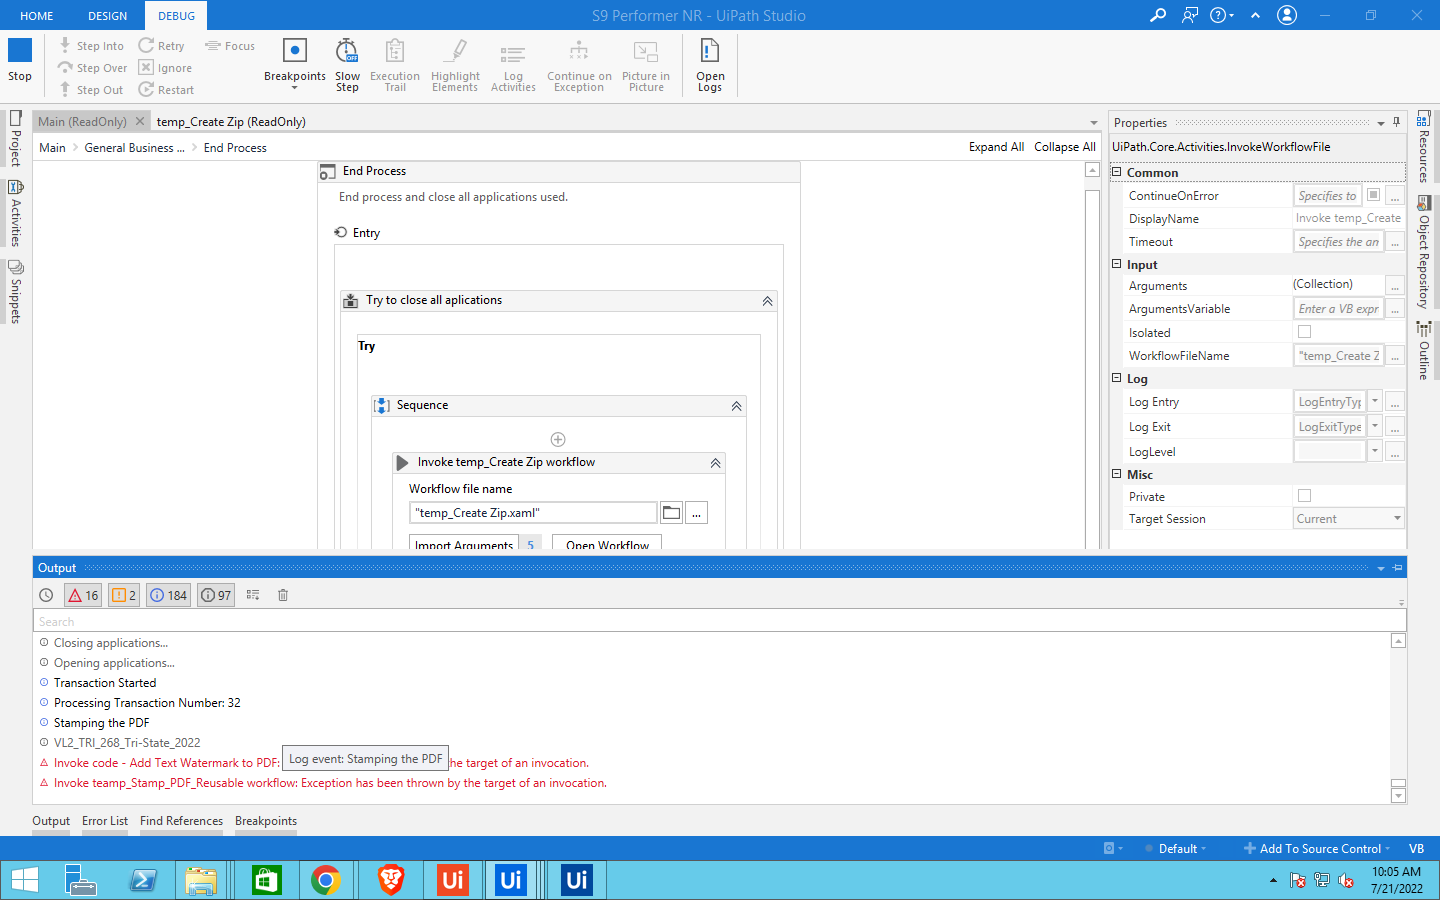 HOME DESIGN DEBUG S9 Performer NR - UiPath Studio
Stop
Step Into
Step Over
Step Out
Retry
Ignore
Restart
Focus
Breakpoints
Slow Step
Execution Trail
Highlight Elements
Log Activities
Continue on Exception
Picture in Picture
Open Logs
Project
Activities
Snippets
Main (ReadOnly) temp_Create Zip (ReadOnly)
Main > General Business ... > End Process Expand All Collapse All
End Process
End process and close all applications used.
Entry
Try to close all aplications
Try
Sequence
Invoke temp_Create Zip workflow
Workflow file name
"temp_Create Zip.xaml" ...
Import Arguments 5 Open Workflow
Properties
UiPath.Core.Activities.InvokeWorkflowFile
Common
ContinueOnError Specifies to ...
DisplayName Invoke temp_Create
Timeout Specifies the an ...
Input
Arguments (Collection) ...
ArgumentsVariable Enter a VB expr ...
Isolated
WorkflowFileName "temp_Create Z ...
Log
Log Entry LogEntryTyp ...
Log Exit LogExitType ...
LogLevel ...
Misc
Private
Target Session Current
Resources
Object Repository
Outline
Output
16 2 184 97
Search
Closing applications...
Opening applications...
Transaction Started
Processing Transaction Number: 32
Stamping the PDF
VL2_TRI_268_Tri-State_2022
Log event: Stamping the PDF
Invoke code - Add Text Watermark to PDF: the target of an invocation.
Invoke teamp_Stamp_PDF_Reusable workflow: Exception has been thrown by the target of an invocation.
Output Error List Find References Breakpoints
Default Add To Source Control VB
Ui Ui Ui
10:05 AM
7/21/2022